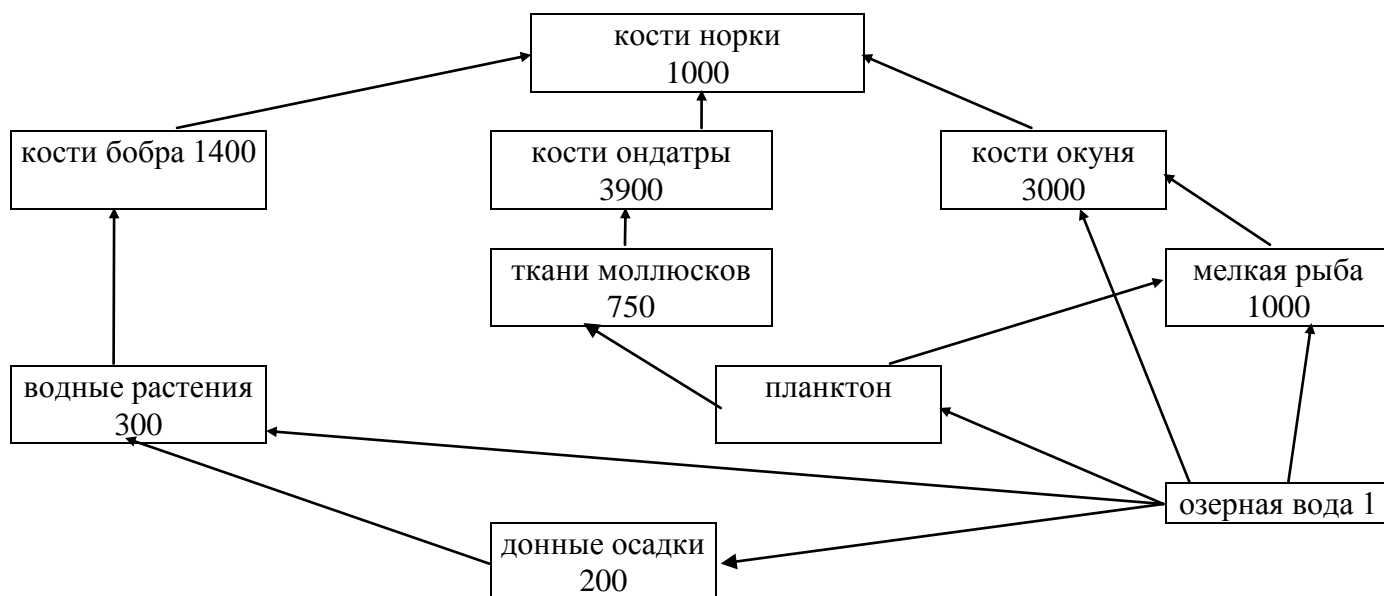 кости норки
1000
кости бобра 1400
кости ондатры
3900
кости окуня
3000
ткани моллюсков
750
мелкая рыба
1000
водные растения
300
планктон
озерная вода 1
донные осадки
200